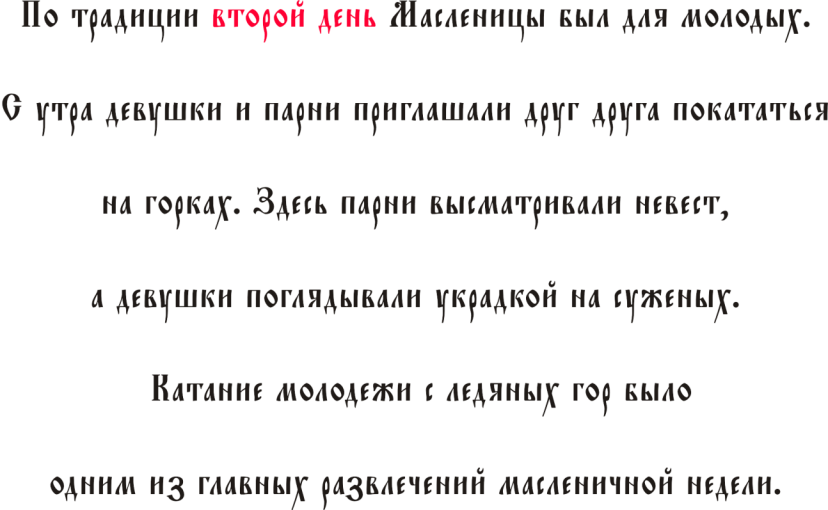 По традиции второй день Масленицы был для молодых.
С утра девушки и парни приглашали друг друга покататься
на горках. Здесь парни высматривали невест,
а девушки поглядывали украдкой на суженых.
Катание молодежи с ледяных гор было
одним из главных развлечений масленичной недели.